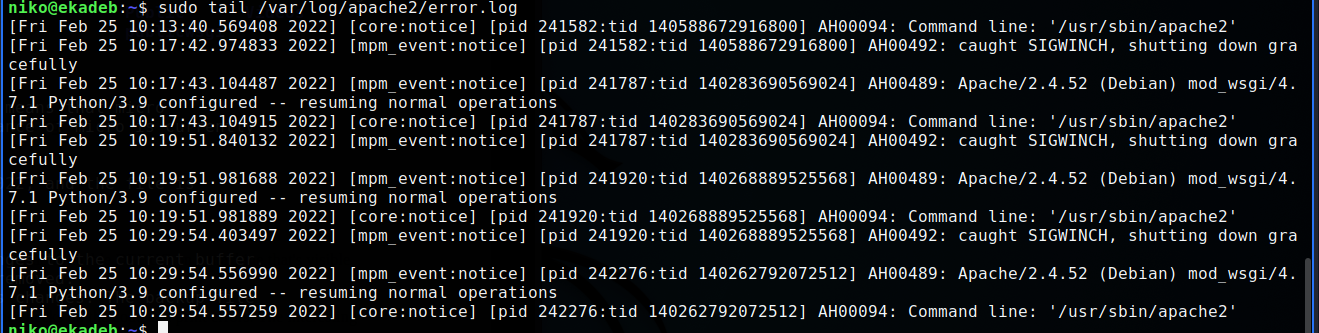 niko@ekadeb:~$ sudo tail /var/log/apache2/error.log
[Fri Feb 25 10:13:40.569408 2022] [core:notice] [pid 241582:tid 140588672916800] AH00094: Command line: '/usr/sbin/apache2'
[Fri Feb 25 10:17:42.974833 2022] [mpm_event:notice] [pid 241582:tid 140588672916800] AH00492: caught SIGWINCH, shutting down gra
cefully
[Fri Feb 25 10:17:43.104487 2022] [mpm_event:notice] [pid 241787:tid 140283690569024] AH00489: Apache/2.4.52 (Debian) mod_wsgi/4.
7.1 Python/3.9 configured -- resuming normal operations
[Fri Feb 25 10:17:43.104915 2022] [core:notice] [pid 241787:tid 140283690569024] AH00094: Command line: '/usr/sbin/apache2'
[Fri Feb 25 10:19:51.840132 2022] [mpm_event:notice] [pid 241787:tid 140283690569024] AH00492: caught SIGWINCH, shutting down gra
cefully
[Fri Feb 25 10:19:51.981688 2022] [mpm_event:notice] [pid 241920:tid 140268889525568] AH00489: Apache/2.4.52 (Debian) mod_wsgi/4.
7.1 Python/3.9 configured -- resuming normal operations
[Fri Feb 25 10:19:51.981889 2022] [core:notice] [pid 241920:tid 140268889525568] AH00094: Command line: '/usr/sbin/apache2'
[Fri Feb 25 10:29:54.403497 2022] [mpm_event:notice] [pid 241920:tid 140268889525568] AH00492: caught SIGWINCH, shutting down gra
cefully
[Fri Feb 25 10:29:54.556990 2022] [mpm_event:notice] [pid 242276:tid 140262792072512] AH00489: Apache/2.4.52 (Debian) mod_wsgi/4.
7.1 Python/3.9 configured -- resuming normal operations
[Fri Feb 25 10:29:54.557259 2022] [core:notice] [pid 242276:tid 140262792072512] AH00094: Command line: '/usr/sbin/apache2'
niko@ekadeb:~$